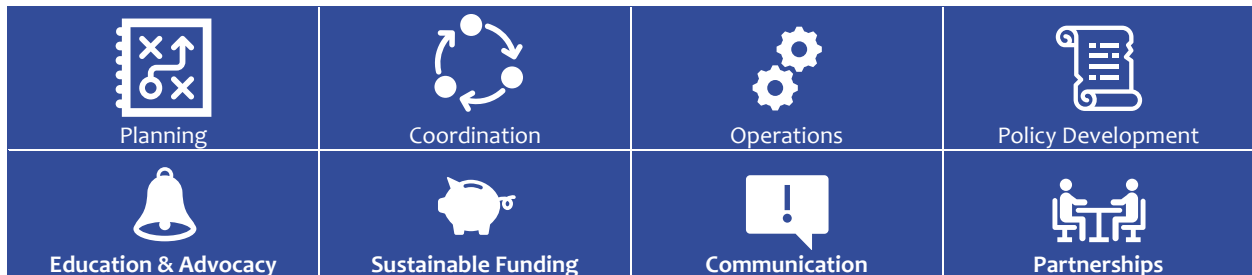 Planning
Coordination
Operations
Policy Development
Education & Advocacy
Sustainable Funding
Communication
Partnerships